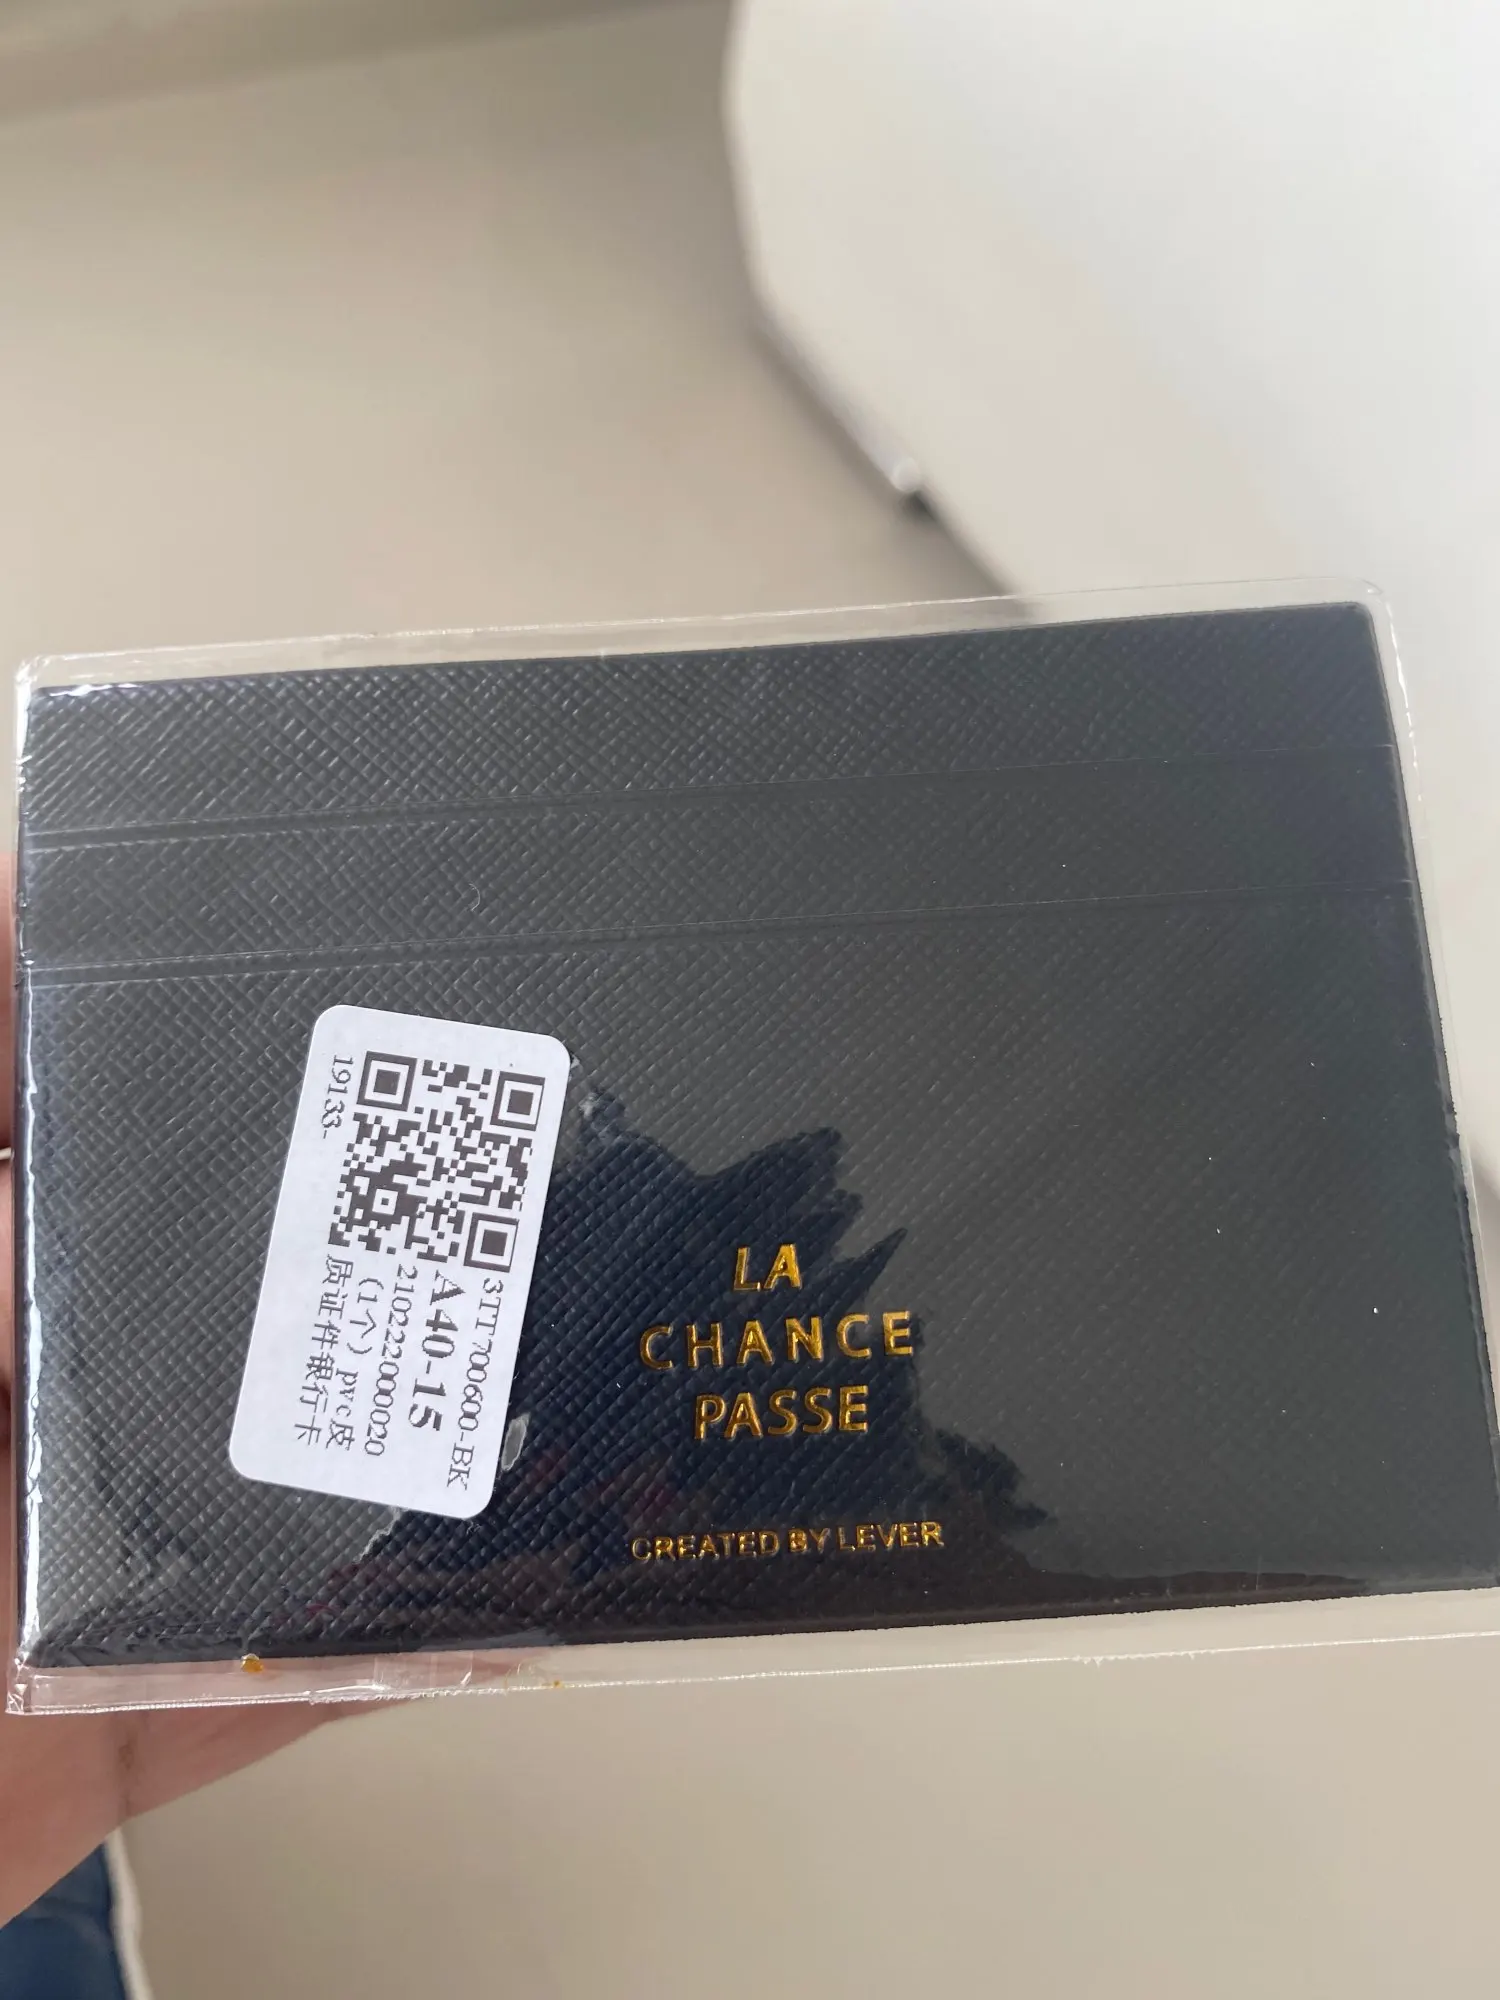 LA
CHANCE
PASSE
CREATED BY LEVER
3TT700600-BK
A40-15
2102220000020
（1个）pvc皮
质证件银行卡
19133-